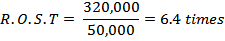 R.O.S.T = 320,000 / 50,000 = 6.4 times